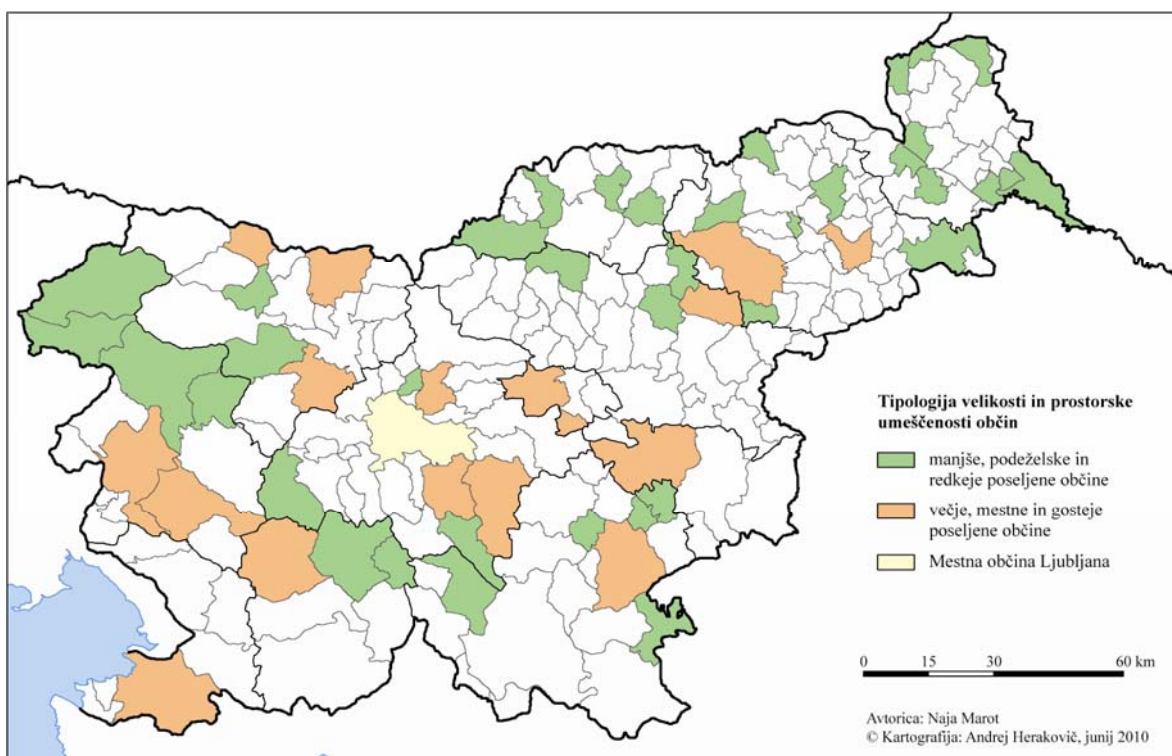 Tipologija velikosti in prostorske
umeščenosti občin
manjše, podeželske in
redkeje poseljene občine
večje, mestne in gosteje
poseljene občine
Mestna občina Ljubljana
0 15 30 60 km
Avtorica: Naja Marot
© Kartografija: Andrej Herakovič, junij 2010